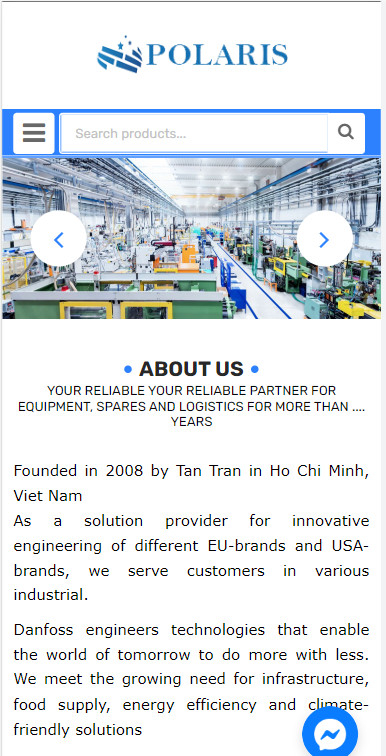 POLARIS
Search products...
ABOUT US
YOUR RELIABLE YOUR RELIABLE PARTNER FOR
EQUIPMENT, SPARES AND LOGISTICS FOR MORE THAN ....
YEARS
Founded in 2008 by Tan Tran in Ho Chi Minh,
Viet Nam
As a solution provider for innovative
engineering of different EU-brands and USA-
brands, we serve customers in various
industrial.
Danfoss engineers technologies that enable
the world of tomorrow to do more with less.
We meet the growing need for infrastructure,
food supply, energy efficiency and climate-
friendly solutions